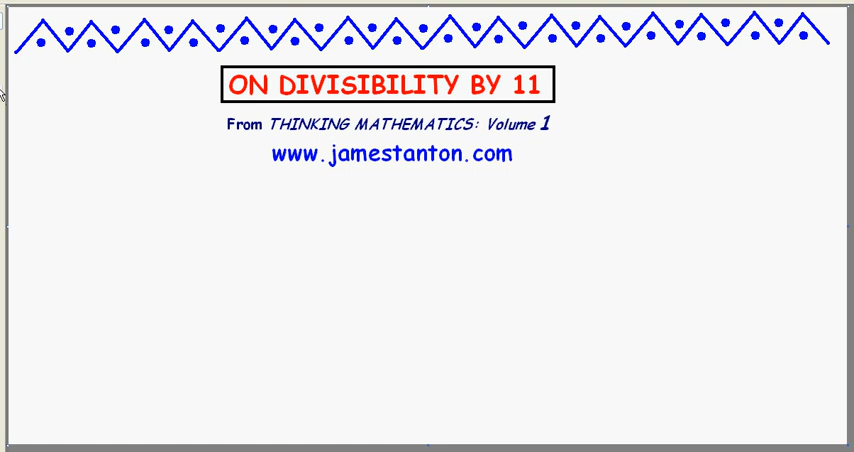 ON DIVISIBILITY BY 11
From THINKING MATHEMATICS: Volume 1
www.jamestanton.com